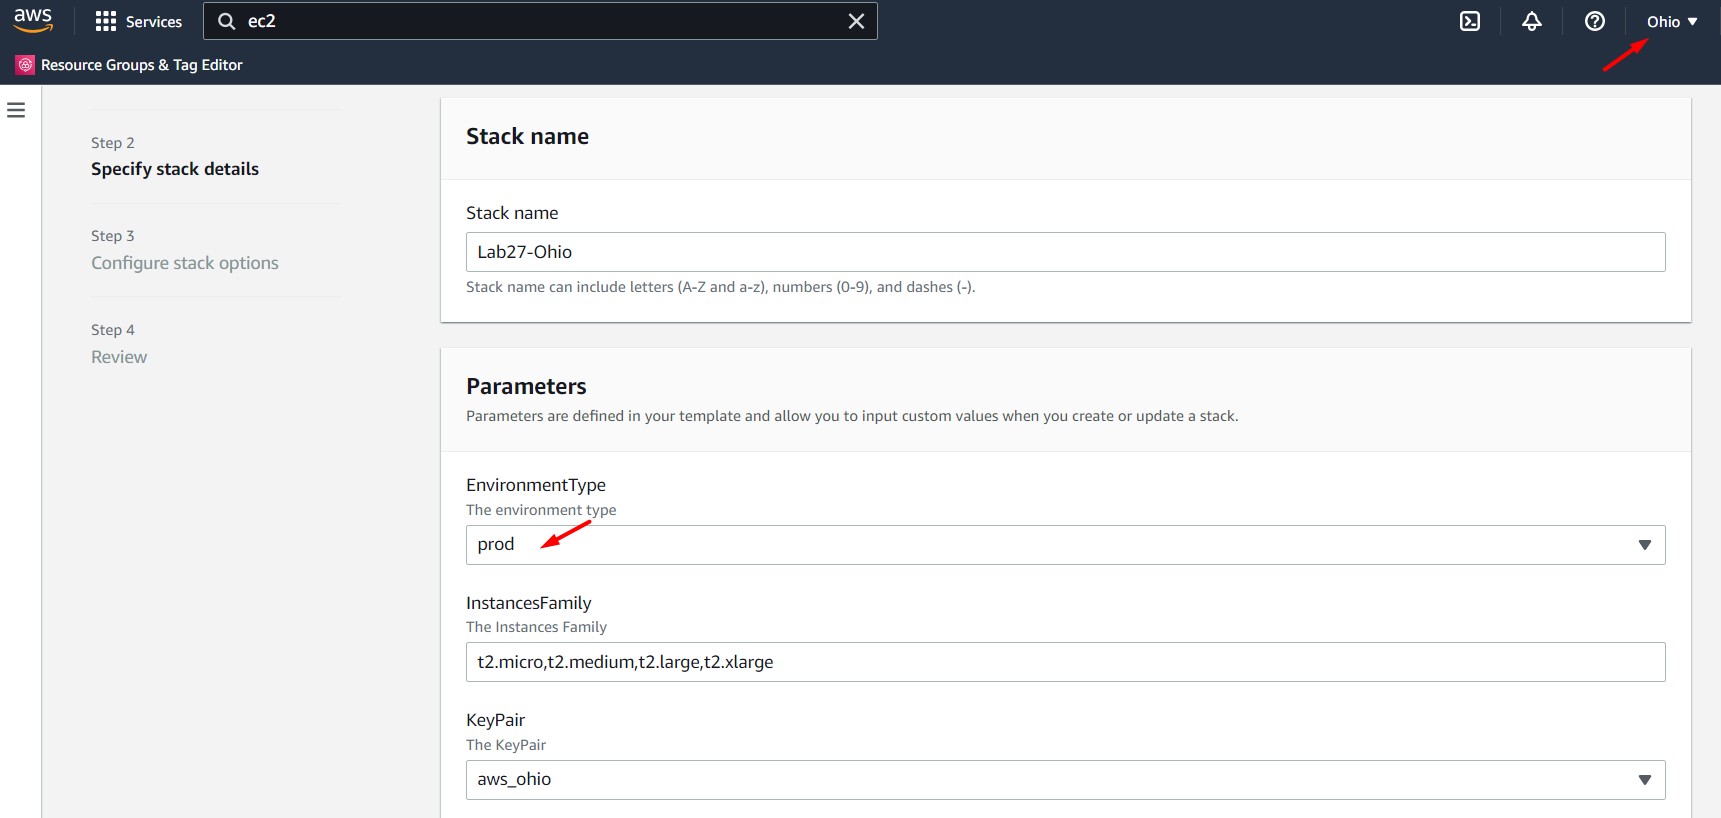 aws
Services
ec2
Ohio
Resource Groups & Tag Editor
Step 2
Specify stack details
Step 3
Configure stack options
Step 4
Review
Stack name
Stack name
Lab27-Ohio
Stack name can include letters (A-Z and a-z), numbers (0-9), and dashes (-).
Parameters
Parameters are defined in your template and allow you to input custom values when you create or update a stack.
EnvironmentType
The environment type
prod
InstancesFamily
The Instances Family
t2.micro,t2.medium,t2.large,t2.xlarge
KeyPair
The KeyPair
aws_ohio